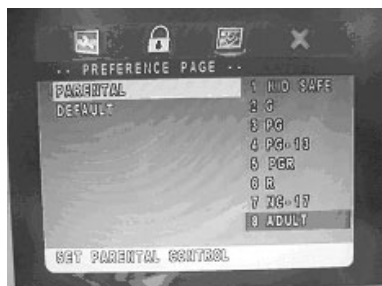 -- PREFERENCE PAGE --
PARENTAL
DEFAULT
1 KID SAFE
2 G
3 PG
4 PG-13
5 PGR
6 R
7 NC-17
8 ADULT
SET PARENTAL CONTROL